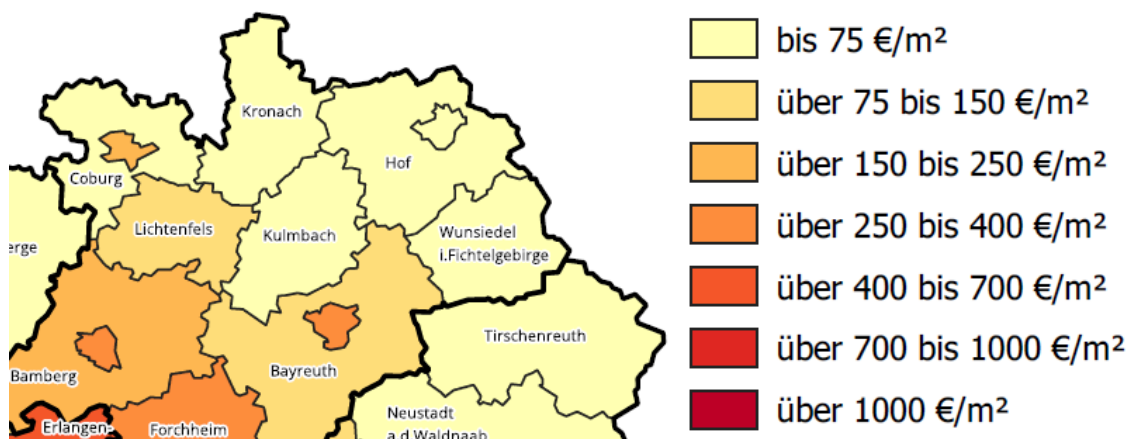 Kronach
Hof
Coburg
Lichtenfels
Kulmbach
Wunsiedel
i.Fichtelgebirge
erge
Tirschenreuth
Bayreuth
Bamberg
Neustadt
a.d.Waldnaab
Erlangen-
Forchheim
bis 75 €/m²
über 75 bis 150 €/m²
über 150 bis 250 €/m²
über 250 bis 400 €/m²
über 400 bis 700 €/m²
über 700 bis 1000 €/m²
über 1000 €/m²